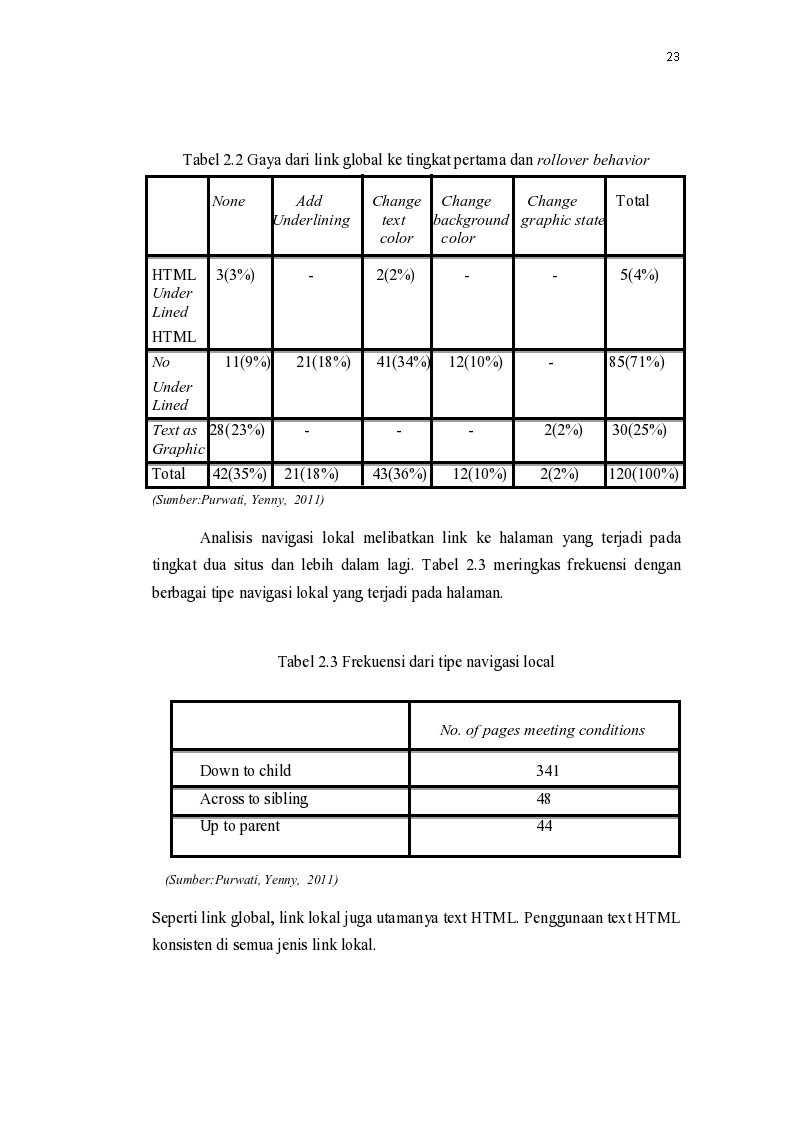 23
Tabel 2.2 Gaya dari link global ke tingkat pertama dan rollover behavior
None Add Change Change Change Total
Underlining text background graphic state
color color
HTML 3(3%) - 2(2%) - - 5(4%)
Under
Lined
HTML
No 11(9%) 21(18%) 41(34%) 12(10%) - 85(71%)
Under
Lined
Text as 28(23%) - - - 2(2%) 30(25%)
Graphic
Total 42(35%) 21(18%) 43(36%) 12(10%) 2(2%) 120(100%)
(Sumber:Purwati, Yenny, 2011)
Analisis navigasi lokal melibatkan link ke halaman yang terjadi pada
tingkat dua situs dan lebih dalam lagi. Tabel 2.3 meringkas frekuensi dengan
berbagai tipe navigasi lokal yang terjadi pada halaman.
Tabel 2.3 Frekuensi dari tipe navigasi local
No. of pages meeting conditions
Down to child 341
Across to sibling 48
Up to parent 44
(Sumber:Purwati, Yenny, 2011)
Seperti link global, link lokal juga utamanya text HTML. Penggunaan text HTML
konsisten di semua jenis link lokal.